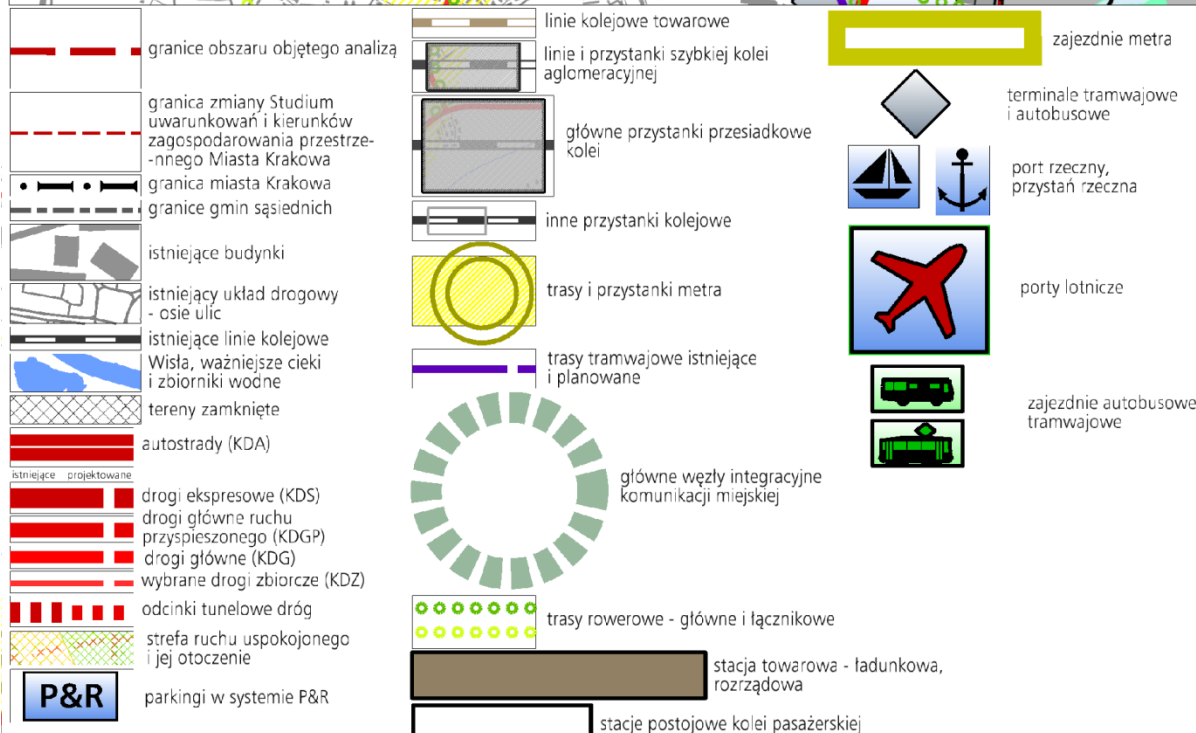 granice obszaru objętego analizą
granica zmiany Studium
uwarunkowań i kierunków
zagospodarowania przestrze-
-nnego Miasta Krakowa
granica miasta Krakowa
granice gmin sąsiednich
istniejące budynki
istniejący układ drogowy
- osie ulic
istniejące linie kolejowe
Wisła, ważniejsze cieki
i zbiorniki wodne
tereny zamknięte
autostrady (KDA)
istniejące projektowane
drogi ekspresowe (KDS)
drogi główne ruchu
przyspieszonego (KDGP)
drogi główne (KDG)
wybrane drogi zbiorcze (KDZ)
odcinki tunelowe dróg
strefa ruchu uspokojonego
i jej otoczenie
P&R
parkingi w systemie P&R
linie kolejowe towarowe
linie i przystanki szybkiej kolei
aglomeracyjnej
główne przystanki przesiadkowe
kolei
inne przystanki kolejowe
trasy i przystanki metra
trasy tramwajowe istniejące
i planowane
główne węzły integracyjne
komunikacji miejskiej
trasy rowerowe - główne i łącznikowe
stacja towarowa - ładunkowa,
rozrządowa
stacje postojowe kolei pasażerskiej
zajezdnie metra
terminale tramwajowe
i autobusowe
port rzeczny,
przystań rzeczna
porty lotnicze
zajezdnie autobusowe
tramwajowe